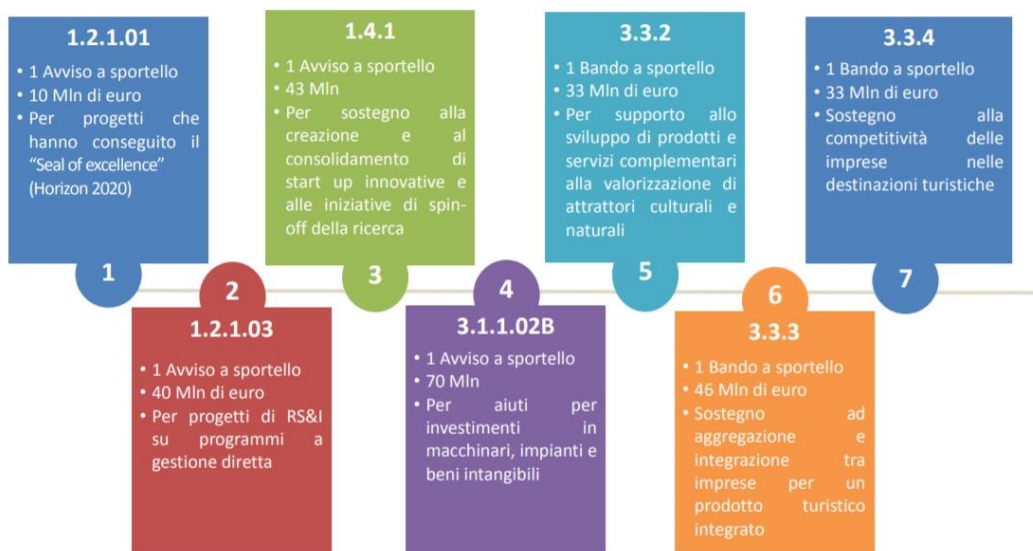 1.2.1.01
• 1 Avviso a sportello
• 10 Mln di euro
• Per progetti che
hanno conseguito il
“Seal of excellence”
(Horizon 2020)
1
2
1.2.1.03
• 1 Avviso a sportello
• 40 Mln di euro
• Per progetti di RS&I
su programmi a
gestione diretta
1.4.1
• 1 Avviso a sportello
• 43 Mln
• Per sostegno alla
creazione e al
consolidamento di
start up innovative e
alle iniziative di spin-
off della ricerca
3
4
3.1.1.02B
• 1 Avviso a sportello
• 70 Mln
• Per aiuti per
investimenti in
macchinari, impianti e
beni intangibili
3.3.2
• 1 Bando a sportello
• 33 Mln di euro
• Per supporto allo
sviluppo di prodotti e
servizi complementari
alla valorizzazione di
attrattori culturali e
naturali
5
6
3.3.3
• 1 Bando a sportello
• 46 Mln di euro
• Sostegno ad
aggregazione e
integrazione tra
imprese per un
prodotto turistico
integrato
3.3.4
• 1 Bando a sportello
• 33 Mln di euro
• Sostegno alla
competitività delle
imprese nelle
destinazioni turistiche
7